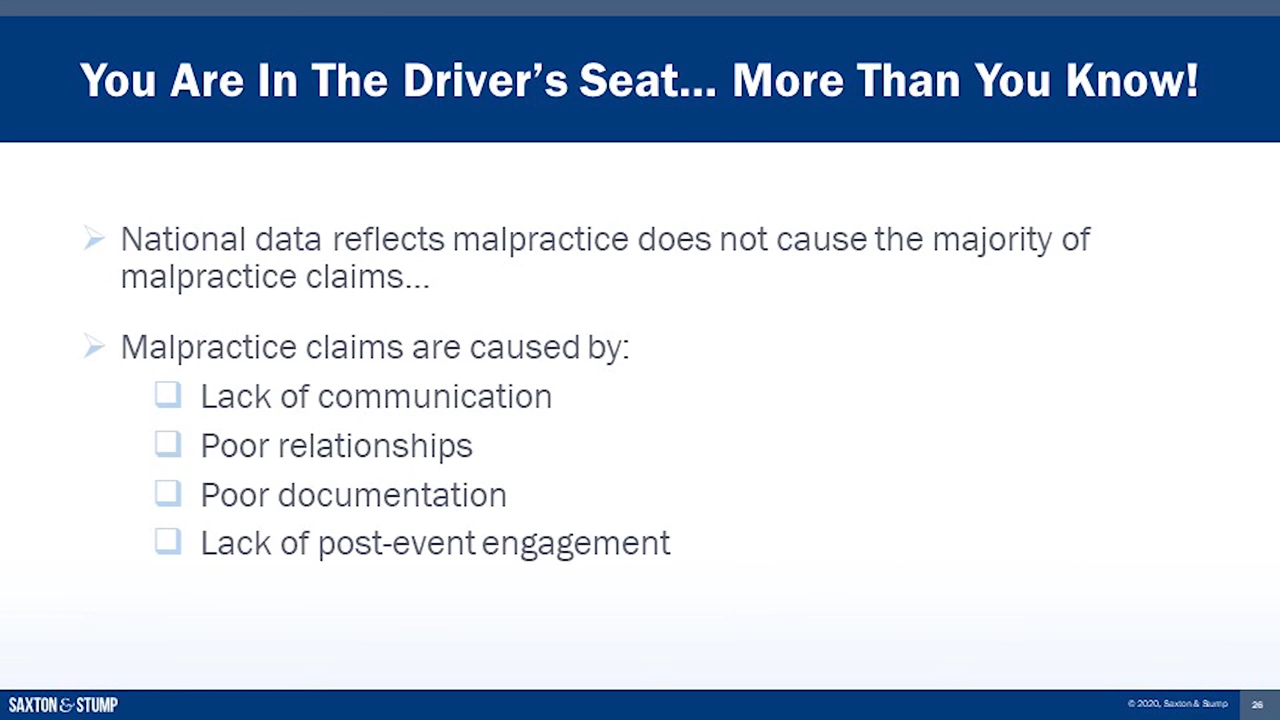 You Are In The Driver’s Seat... More Than You Know!
National data reflects malpractice does not cause the majority of
malpractice claims...
Malpractice claims are caused by:
Lack of communication
Poor relationships
Poor documentation
Lack of post-event engagement
SAXTON & STUMP
© 2020, Saxton & Stump
26